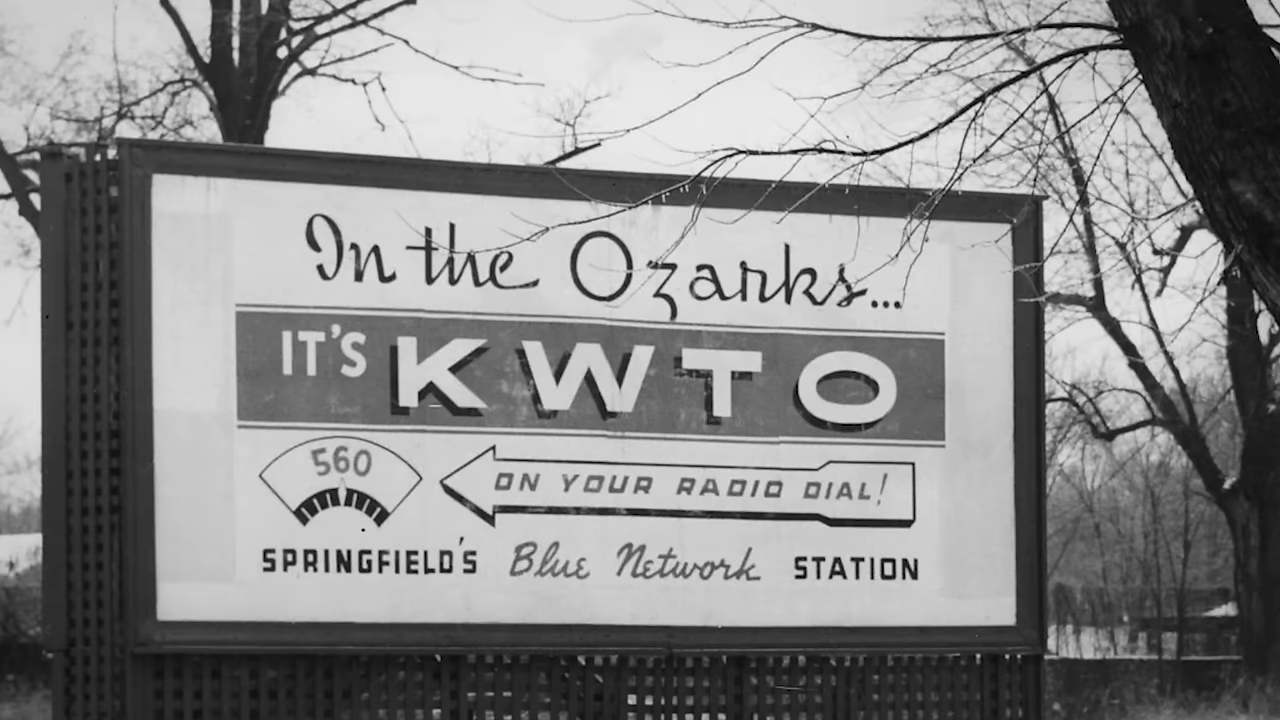 In the Ozarks...
IT'S KWTO
560
ON YOUR RADIO DIAL!
SPRINGFIELD'S Blue Network STATION